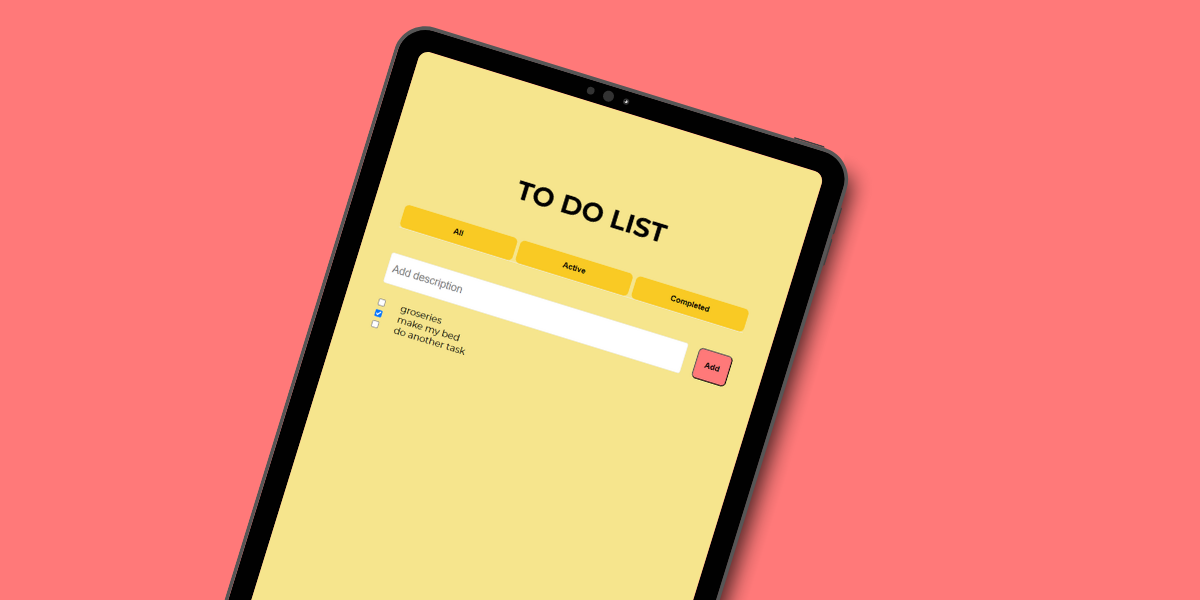 TO DO LIST
All
Active
Completed
Add description
Add
groseries
make my bed
do another task